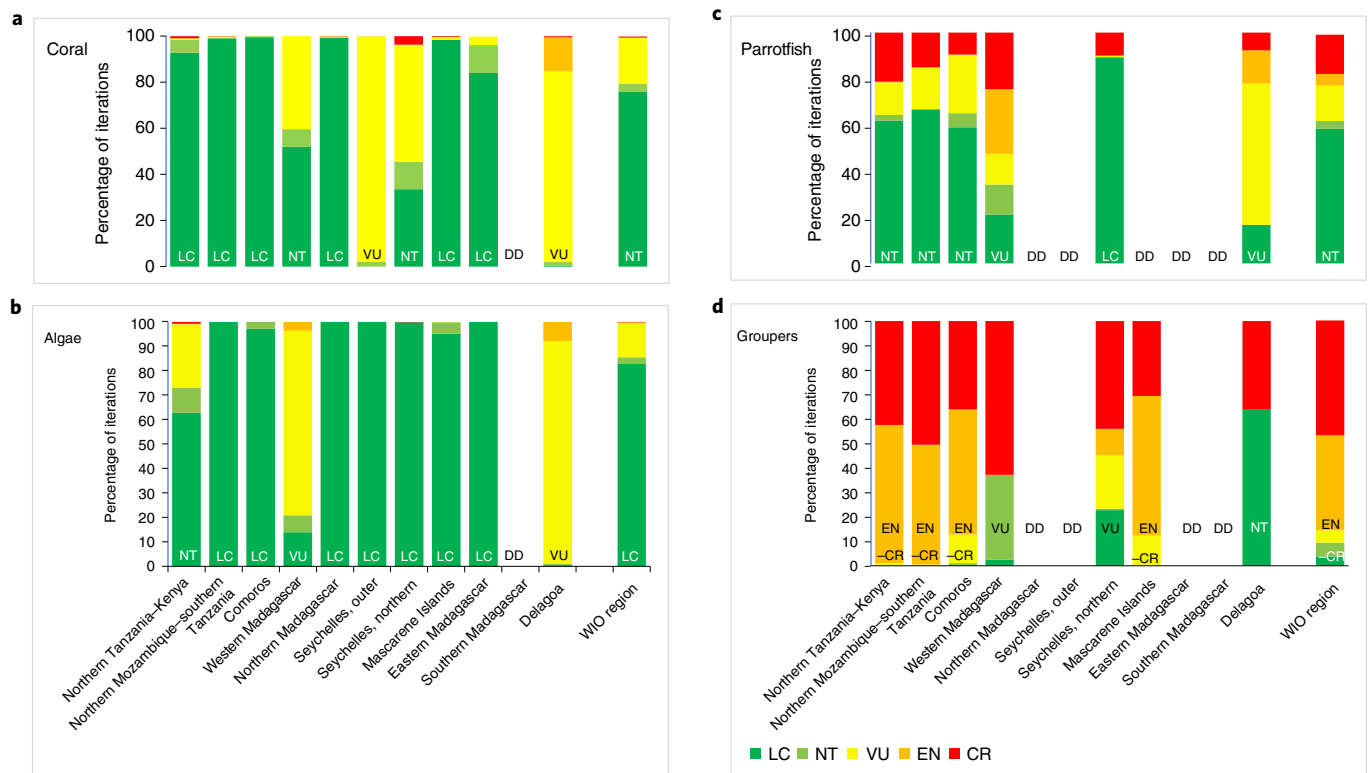 a
Coral
Percentage of iterations
100
80
60
40
20
0
LC LC LC NT LC VU NT LC LC DD VU NT
b
Algae
Percentage of iterations
100
90
80
70
60
50
40
30
20
10
0
NT LC LC VU LC LC LC LC LC DD VU LC
Northern Tanzania–Kenya
Northern Mozambique–southern
Tanzania
Comoros
Western Madagascar
Northern Madagascar
Seychelles, outer
Seychelles, northern
Mascarene Islands
Eastern Madagascar
Southern Madagascar
Delagoa
WIO region
c
Parrotfish
Percentage of iterations
100
80
60
40
20
0
NT NT NT VU DD DD LC DD DD DD VU NT
d
Groupers
Percentage of iterations
100
90
80
70
60
50
40
30
20
10
0
EN EN EN VU DD DD VU EN DD DD NT EN
–CR –CR –CR –CR –CR
Northern Tanzania–Kenya
Northern Mozambique–southern
Tanzania
Comoros
Western Madagascar
Northern Madagascar
Seychelles, outer
Seychelles, northern
Mascarene Islands
Eastern Madagascar
Southern Madagascar
Delagoa
WIO region
LC NT VU EN CR